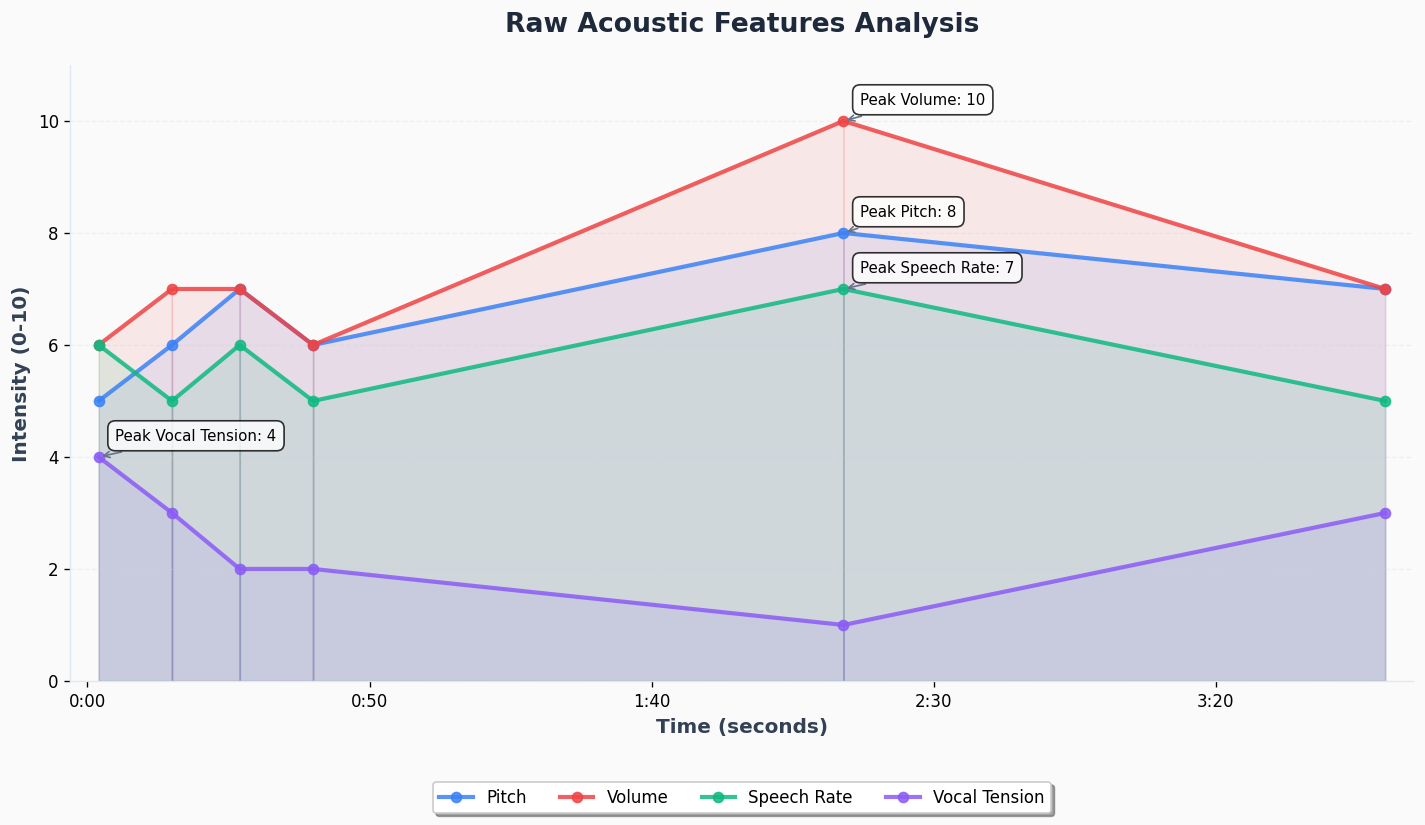 Raw Acoustic Features Analysis
Peak Volume: 10
Peak Pitch: 8
Peak Speech Rate: 7
Peak Vocal Tension: 4
Intensity (0-10)
10
8
6
4
2
0
0:00 0:50 1:40 2:30 3:20
Time (seconds)
Pitch Volume Speech Rate Vocal Tension